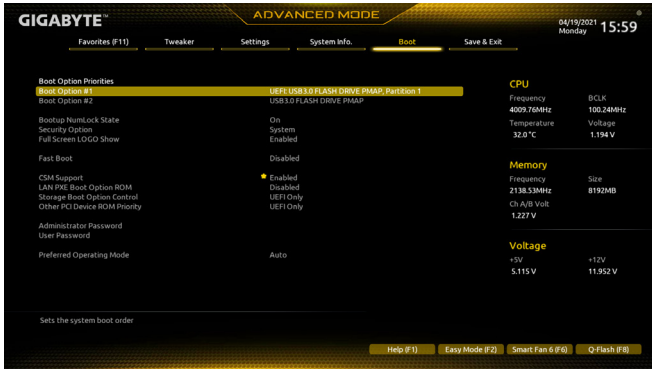 GIGABYTE™
ADVANCED MODE
04/19/2021 Monday 15:59
Favorites (F11) Tweaker Settings System Info. Boot Save & Exit
Boot Option Priorities
Boot Option #1 UEFI: USB3.0 FLASH DRIVE PMAP, Partition 1
Boot Option #2 USB3.0 FLASH DRIVE PMAP
Bootup NumLock State On
Security Option System
Full Screen LOGO Show Enabled
Fast Boot Disabled
CSM Support Enabled
LAN PXE Boot Option ROM Disabled
Storage Boot Option Control UEFI Only
Other PCI Device ROM Priority UEFI Only
Administrator Password
User Password
Preferred Operating Mode Auto
CPU
Frequency BCLK
4009.76MHz 100.24MHz
Temperature Voltage
32.0 °C 1.194 V
Memory
Frequency Size
2138.53MHz 8192MB
Ch A/B Volt
1.227 V
Voltage
+5V +12V
5.115 V 11.952 V
Sets the system boot order
Help (F1) Easy Mode (F2) Smart Fan 6 (F6) Q-Flash (F8)